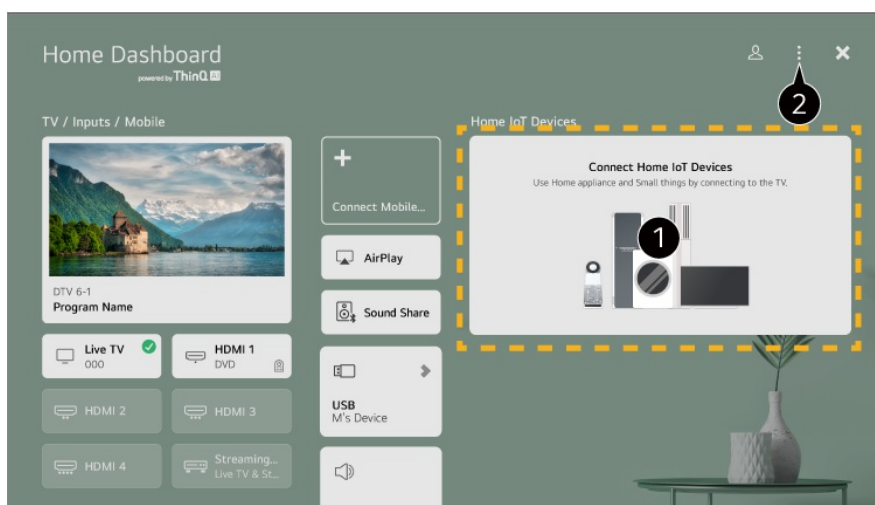 Home Dashboard
powered by ThinQ AI
2
TV / Inputs / Mobile
Home IoT Devices
DTV 6-1
Program Name
Live TV
000
HDMI 1
DVD
HDMI 2
HDMI 3
HDMI 4
Streaming...
Live TV & St...
+
Connect Mobile...
AirPlay
Sound Share
USB
M's Device
Connect Home IoT Devices
Use Home appliance and Small things by connecting to the TV.
1